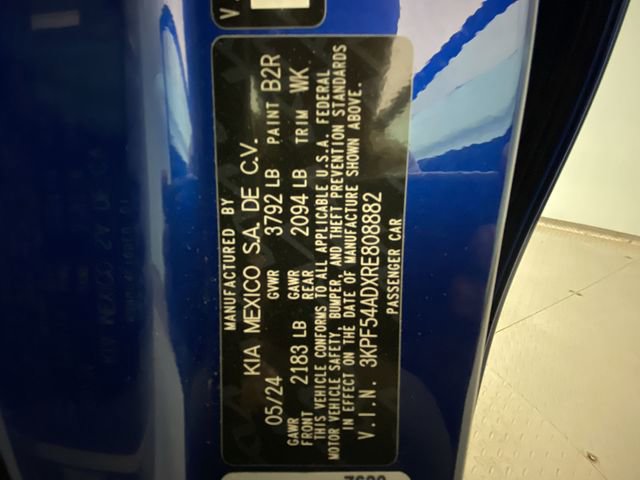 V.
MANUFACTURED BY
KIA MEXICO S.A. DE C.V.
05/24 GVWR 3792 LB PAINT B2R
GAWR FRONT 2183 LB GAWR REAR 2094 LB TRIM WK
THIS VEHICLE CONFORMS TO ALL APPLICABLE U.S.A. FEDERAL
MOTOR VEHICLE SAFETY, BUMPER, AND THEFT PREVENTION STANDARDS
IN EFFECT ON THE DATE OF MANUFACTURE SHOWN ABOVE.
V.I.N. 3KPF54ADXRE808882
PASSENGER CAR